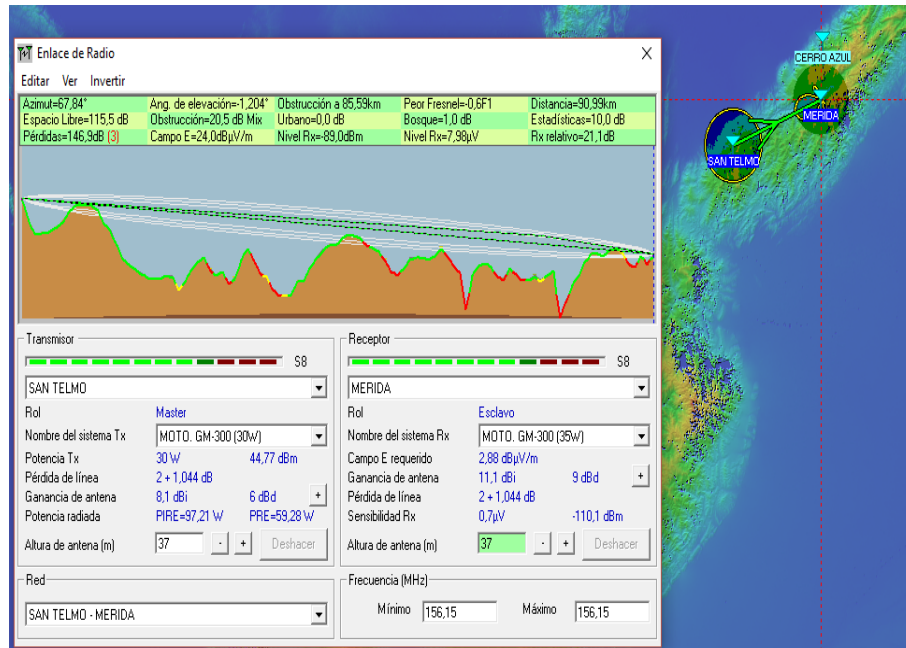 Enlace de Radio X
Editar Ver Invertir
Azimut=67,84° Ang. de elevación=-1,204° Obstrucción a 85,59km Peor Fresnel=-0,6F1 Distancia=90,99km
Espacio Libre=115,5 dB Obstrucción=20,5 dB Mix Urbano=0,0 dB Bosque=1,0 dB Estadísticas=10,0 dB
Pérdidas=146,9dB (3) Campo E=24,0dBµV/m Nivel Rx=-89,0dBm Nivel Rx=7,98µV Rx relativo=21,1dB
CERRO AZUL
MERIDA
SAN TELMO
Transmisor
S8
SAN TELMO
Rol Master
Nombre del sistema Tx MOTO. GM-300 (30W)
Potencia Tx 30 W 44,77 dBm
Pérdida de línea 2 + 1,044 dB
Ganancia de antena 8,1 dBi 6 dBd +
Potencia radiada PIRE=97,21 W PRE=59,28 W
Altura de antena (m) 37 - + Deshacer
Receptor
S8
MERIDA
Rol Esclavo
Nombre del sistema Rx MOTO. GM-300 (35W)
Campo E requerido 2,88 dBµV/m
Ganancia de antena 11,1 dBi 9 dBd +
Pérdida de línea 2 + 1,044 dB
Sensibilidad Rx 0,7µV -110,1 dBm
Altura de antena (m) 37 - + Deshacer
Red
SAN TELMO - MERIDA
Frecuencia (MHz)
Mínimo 156,15 Máximo 156,15